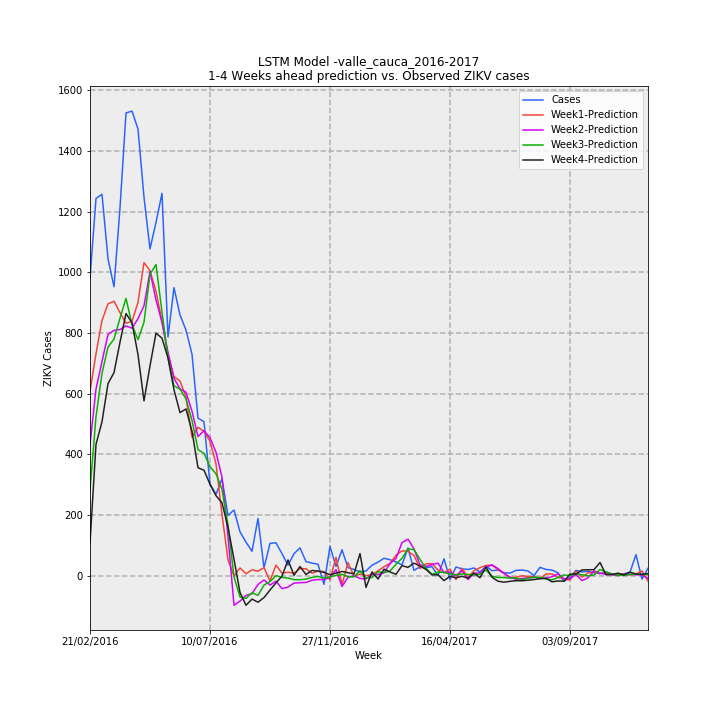 LSTM Model -valle_cauca_2016-2017
1-4 Weeks ahead prediction vs. Observed ZIKV cases
Cases
Week1-Prediction
Week2-Prediction
Week3-Prediction
Week4-Prediction
1600
1400
1200
1000
800
600
400
200
0
ZIKV Cases
21/02/2016 10/07/2016 27/11/2016 16/04/2017 03/09/2017
Week